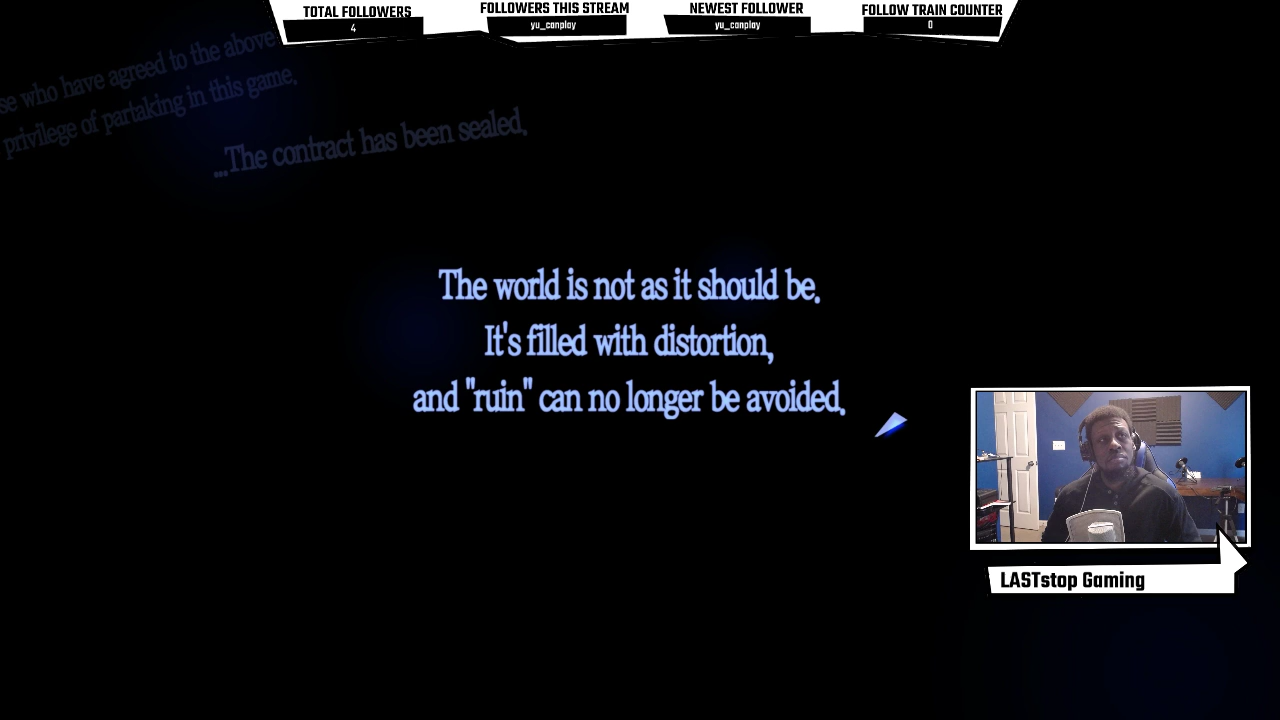 TOTAL FOLLOWERS
4
FOLLOWERS THIS STREAM
yu_conploy
NEWEST FOLLOWER
yu_conploy
FOLLOW TRAIN COUNTER
0
se who have agreed to the above
privilege of partaking in this game.
...The contract has been sealed.
The world is not as it should be.
It's filled with distortion,
and "ruin" can no longer be avoided.
LASTstop Gaming